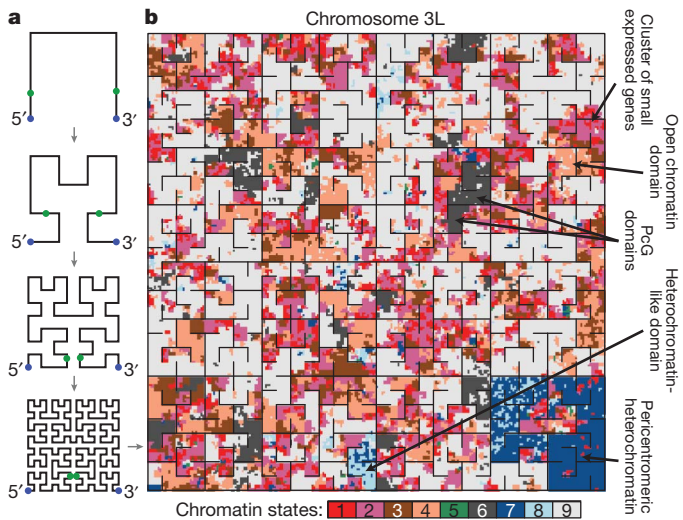 a
b
Chromosome 3L
5′ 3′
5′ 3′
5′ 3′
5′ 3′
Cluster of small
expressed genes
Open chromatin
domain
PcG
domains
Heterochromatin-
like domain
Pericentromeric
heterochromatin
Chromatin states: 1 2 3 4 5 6 7 8 9